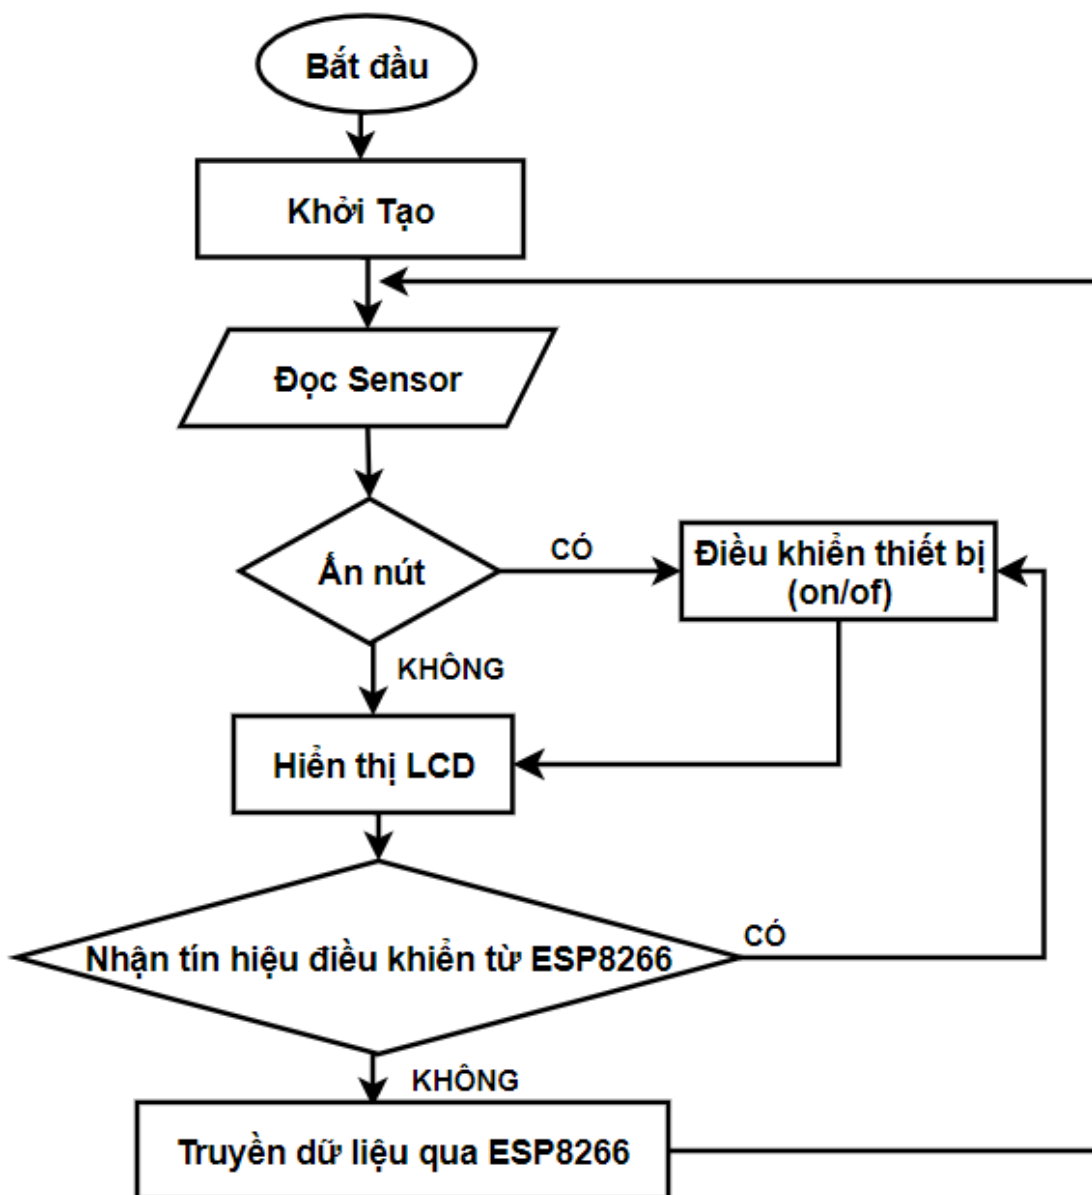 Bắt đầu
Khởi Tạo
Đọc Sensor
Ấn nút
CÓ
Điều khiển thiết bị
(on/of)
KHÔNG
Hiển thị LCD
Nhận tín hiệu điều khiển từ ESP8266
CÓ
KHÔNG
Truyền dữ liệu qua ESP8266